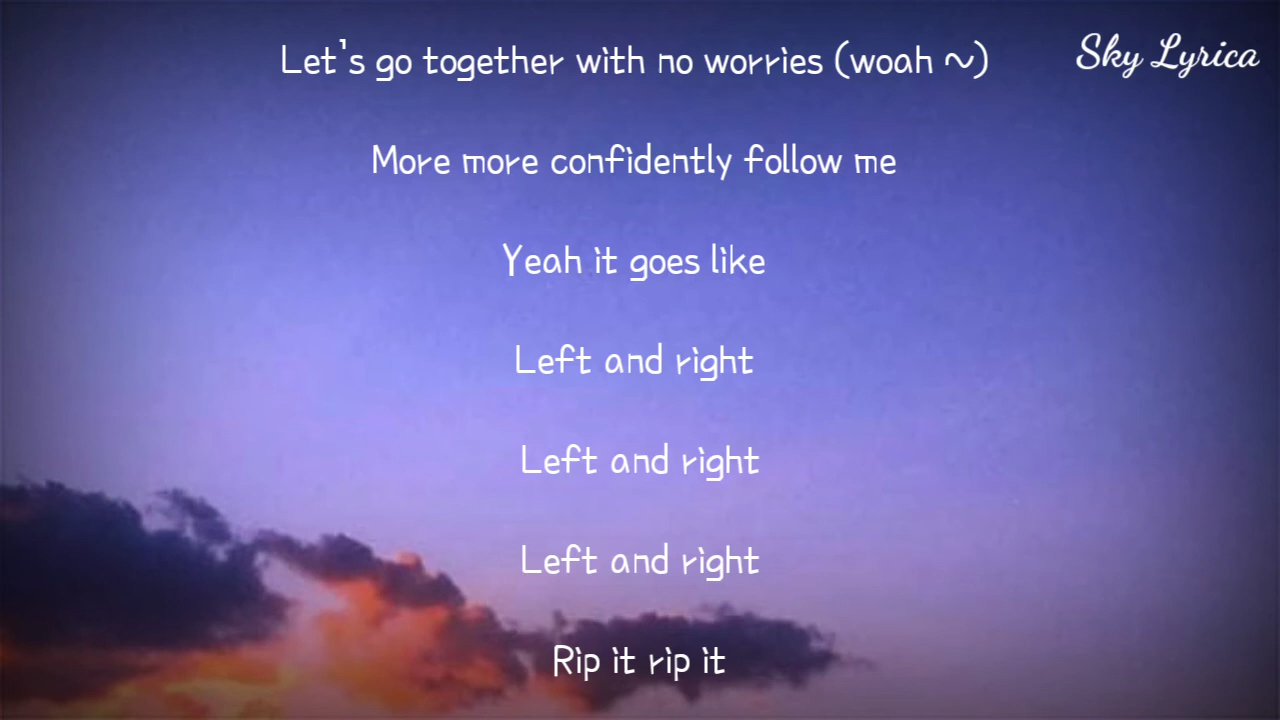 Let's go together with no worries (woah ~)
Sky Lyrica
More more confidently follow me
Yeah it goes like
Left and right
Left and right
Left and right
Rip it rip it